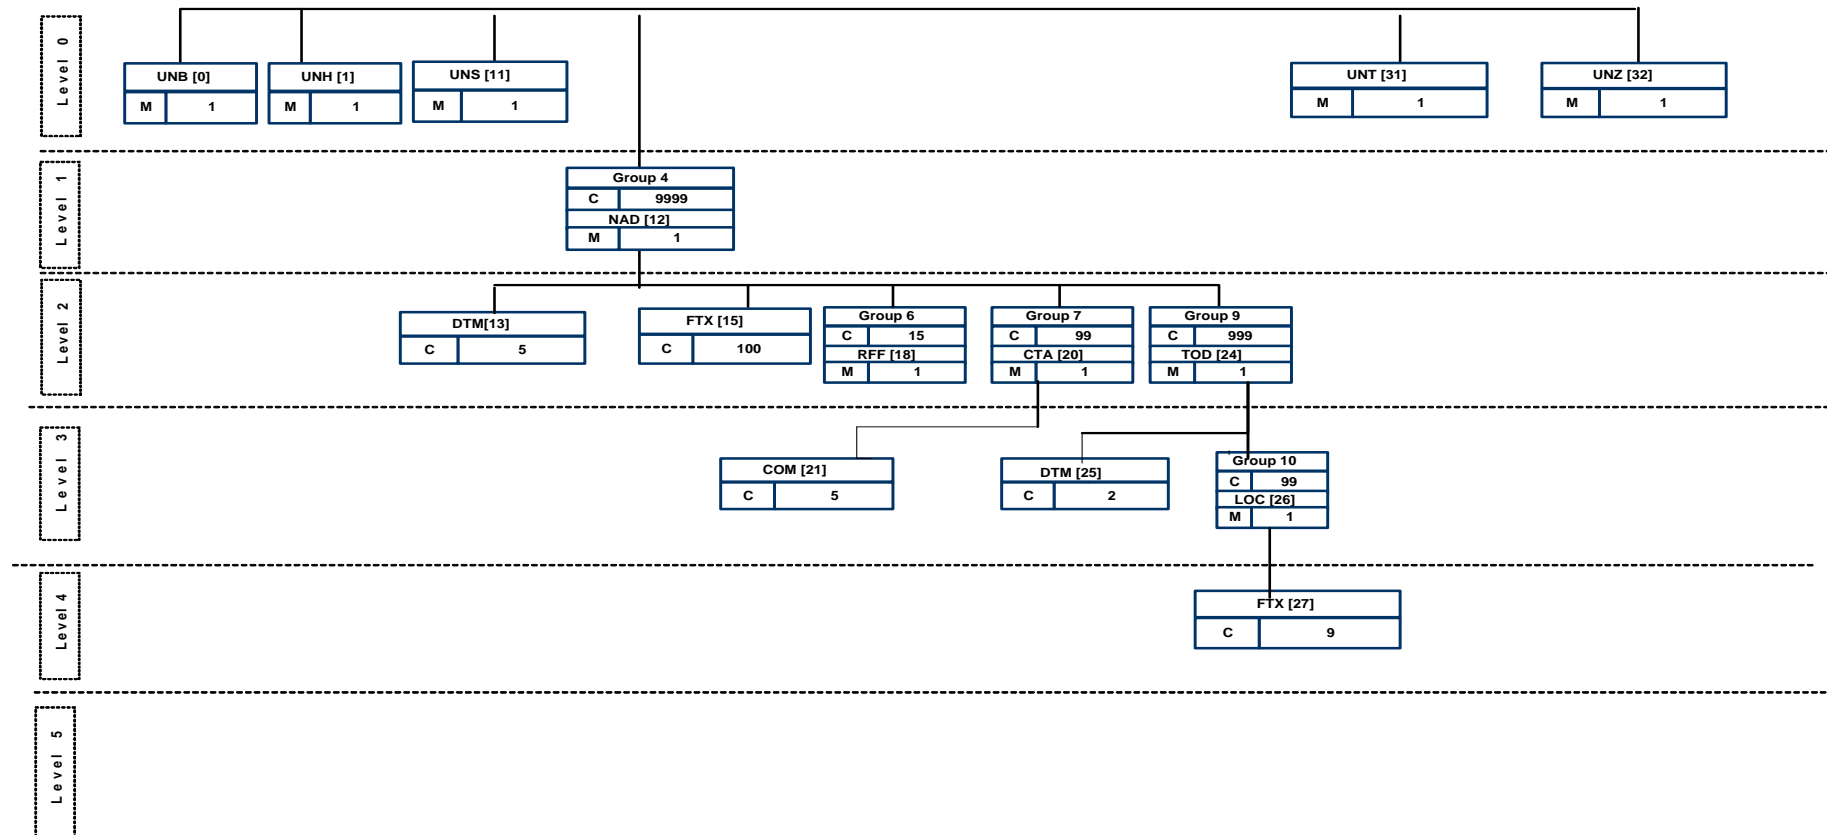 Level 0
UNB [0]
M 1
UNH [1]
M 1
UNS [11]
M 1
UNT [31]
M 1
UNZ [32]
M 1
Level 1
Group 4
C 9999
NAD [12]
M 1
Level 2
DTM[13]
C 5
FTX [15]
C 100
Group 6
C 15
RFF [18]
M 1
Group 7
C 99
CTA [20]
M 1
Group 9
C 999
TOD [24]
M 1
Level 3
COM [21]
C 5
DTM [25]
C 2
Group 10
C 99
LOC [26]
M 1
Level 4
FTX [27]
C 9
Level 5